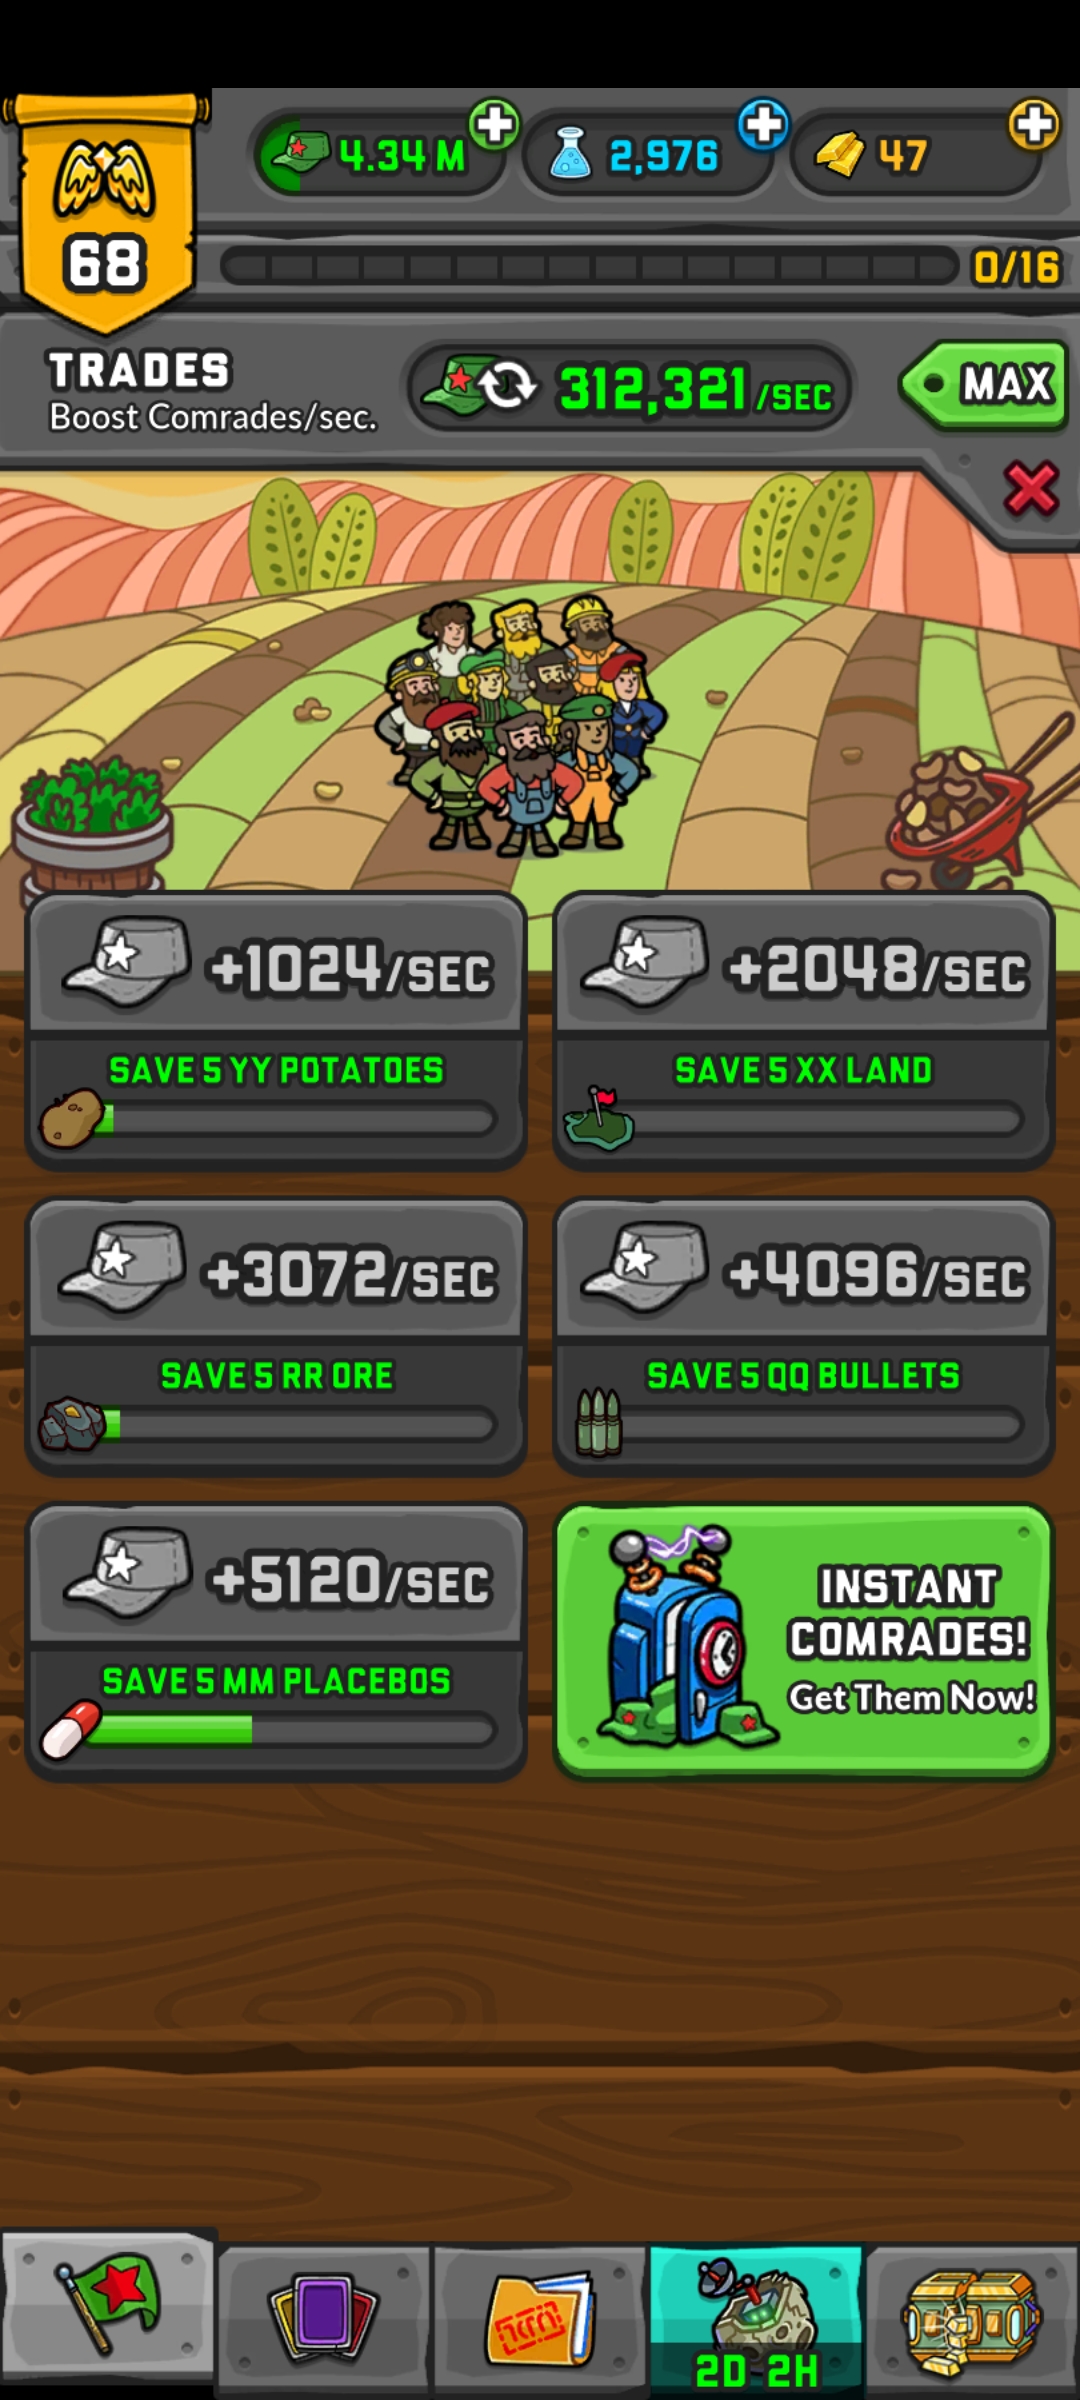 4.34 M
2,976
47
68
0/16
TRADES
Boost Comrades/sec.
312,321/SEC
MAX
+1024/SEC
+2048/SEC
SAVE 5 YY POTATOES
SAVE 5 XX LAND
+3072/SEC
+4096/SEC
SAVE 5 RR ORE
SAVE 5 QQ BULLETS
+5120/SEC
SAVE 5 MM PLACEBOS
INSTANT
COMRADES!
Get Them Now!
2D 2H